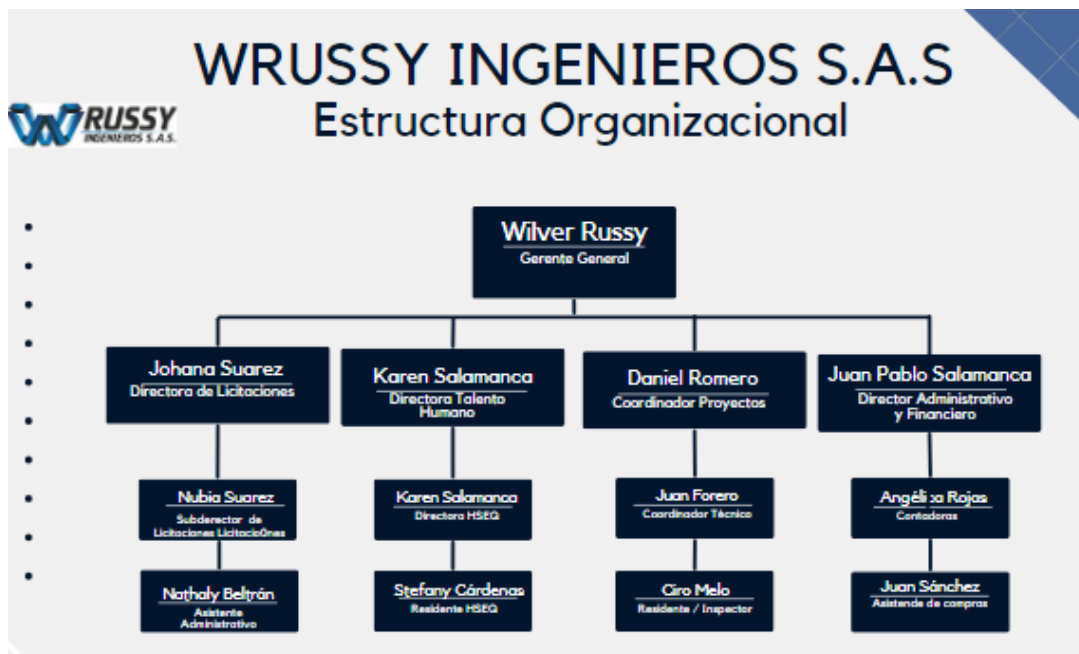 WRUSSY INGENIEROS S.A.S
Estructura Organizacional
RUSSY
INGENIEROS S.A.S.
Wilver Russy
Gerente General
Johana Suarez
Directora de Licitaciones
Karen Salamanca
Directora Talento
Humano
Daniel Romero
Coordinador Proyectos
Juan Pablo Salamanca
Director Administrativo
y Financiero
Nubia Suarez
Subderector de
Licitaciones Licitacio0nes
Karen Salamanca
Directora HSEQ
Juan Forero
Coordinador Técnico
Angélixa Rojas
Contadoras
Nathaly Beltrán
Asistente
Administrativo
Stefany Cárdenas
Residente HSEQ
Ciro Melo
Residente / Inspector
Juan Sánchez
Asistende de compras